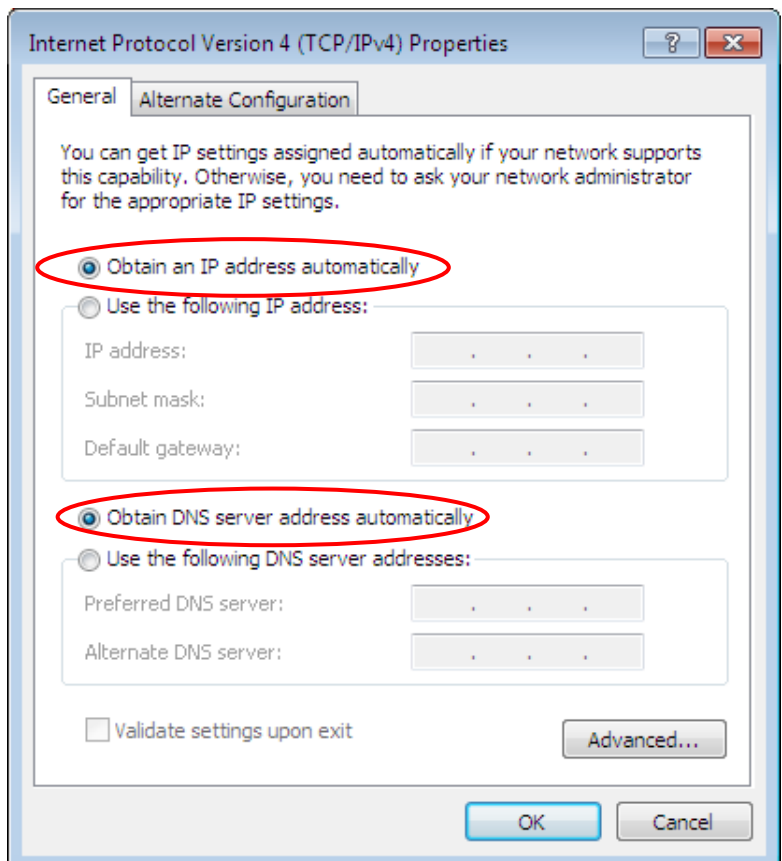 Internet Protocol Version 4 (TCP/IPv4) Properties
General
Alternate Configuration
You can get IP settings assigned automatically if your network supports
this capability. Otherwise, you need to ask your network administrator
for the appropriate IP settings.
Obtain an IP address automatically
Use the following IP address:
IP address:
Subnet mask:
Default gateway:
Obtain DNS server address automatically
Use the following DNS server addresses:
Preferred DNS server:
Alternate DNS server:
Validate settings upon exit
Advanced...
OK
Cancel